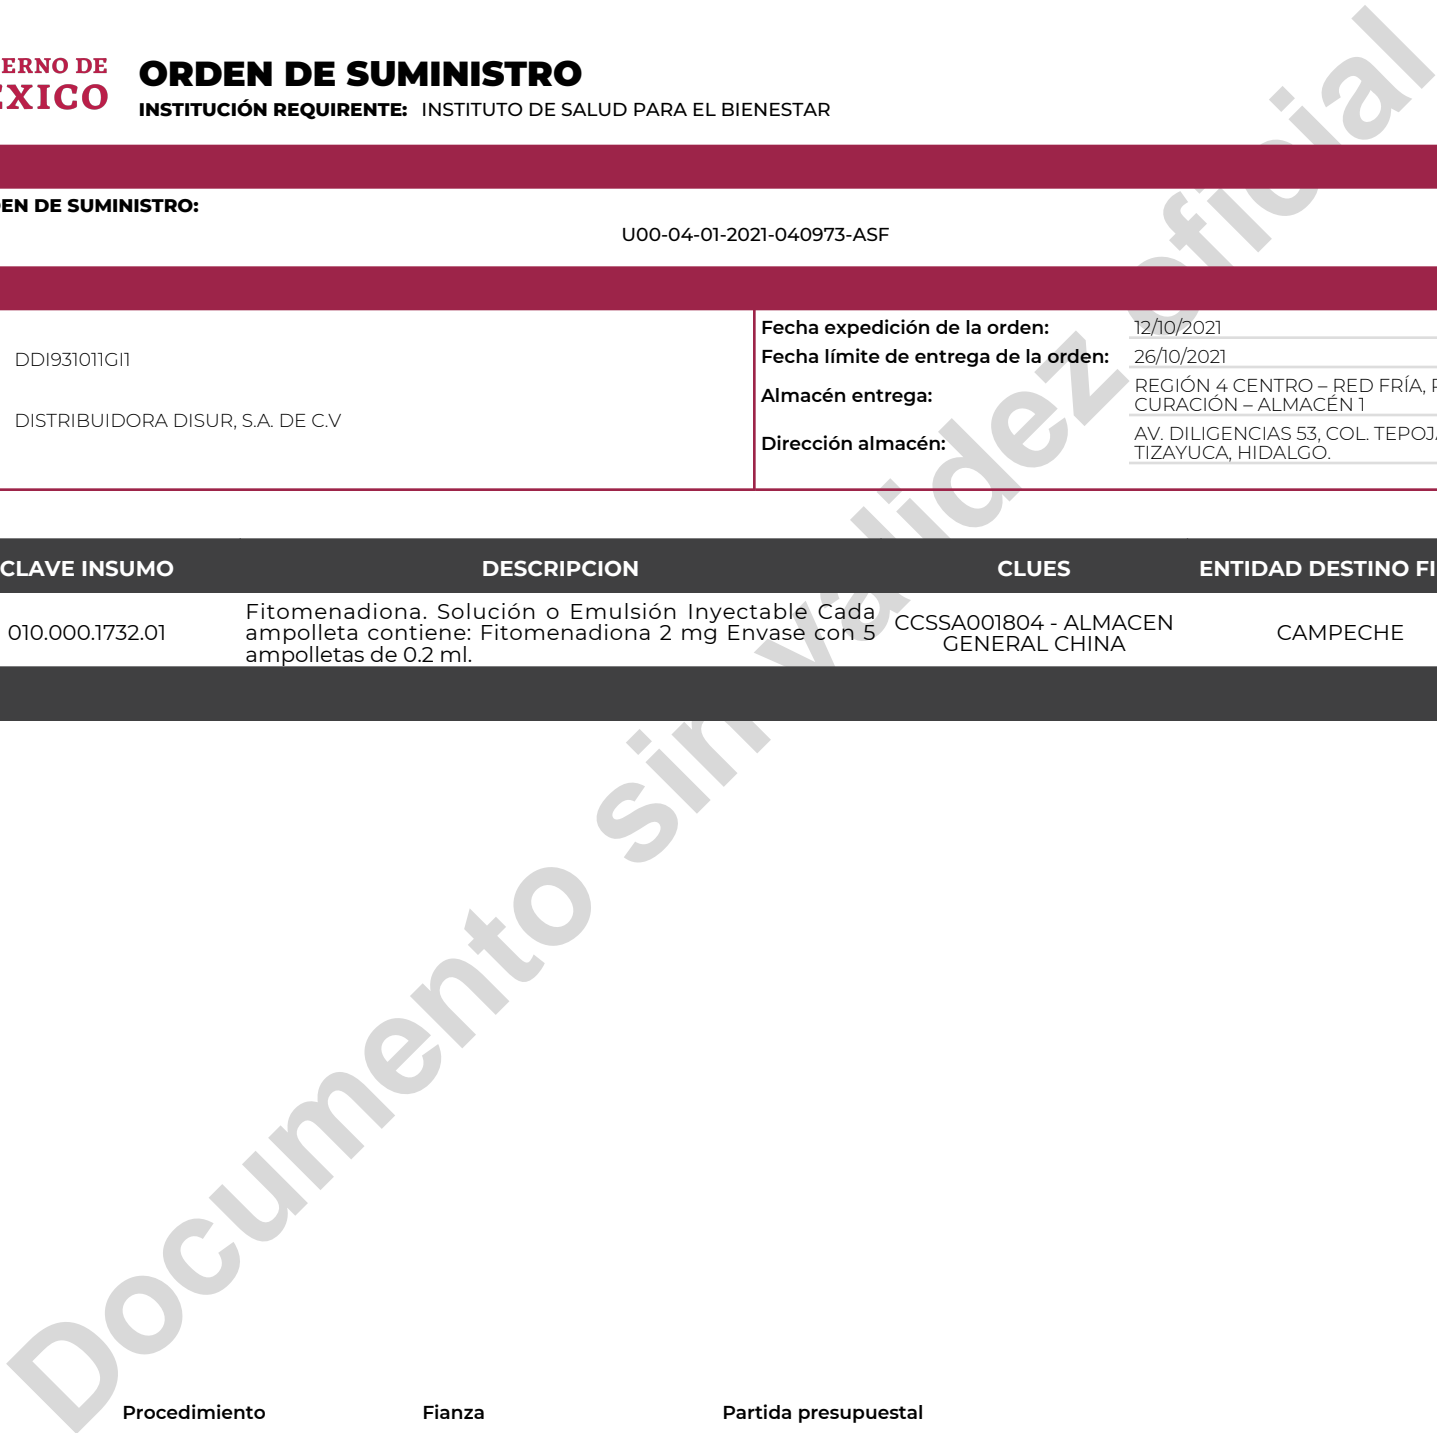 ERNO DE
ÉXICO
ORDEN DE SUMINISTRO
INSTITUCIÓN REQUIRENTE: INSTITUTO DE SALUD PARA EL BIENESTAR
EN DE SUMINISTRO:
U00-04-01-2021-040973-ASF
DDI931011GI1
DISTRIBUIDORA DISUR, S.A. DE C.V
Fecha expedición de la orden: 12/10/2021
Fecha límite de entrega de la orden: 26/10/2021
Almacén entrega: REGIÓN 4 CENTRO – RED FRÍA,
CURACIÓN – ALMACÉN 1
Dirección almacén: AV. DILIGENCIAS 53, COL. TEPOJA
TIZAYUCA, HIDALGO.
CLAVE INSUMO DESCRIPCION CLUES ENTIDAD DESTINO FI
010.000.1732.01
Fitomenadiona. Solución o Emulsión Inyectable Cada
ampolleta contiene: Fitomenadiona 2 mg Envase con 5
ampolletas de 0.2 ml.
CCSSA001804 - ALMACEN
GENERAL CHINA
CAMPECHE
Documento sin validez oficial
Procedimiento Fianza Partida presupuestal